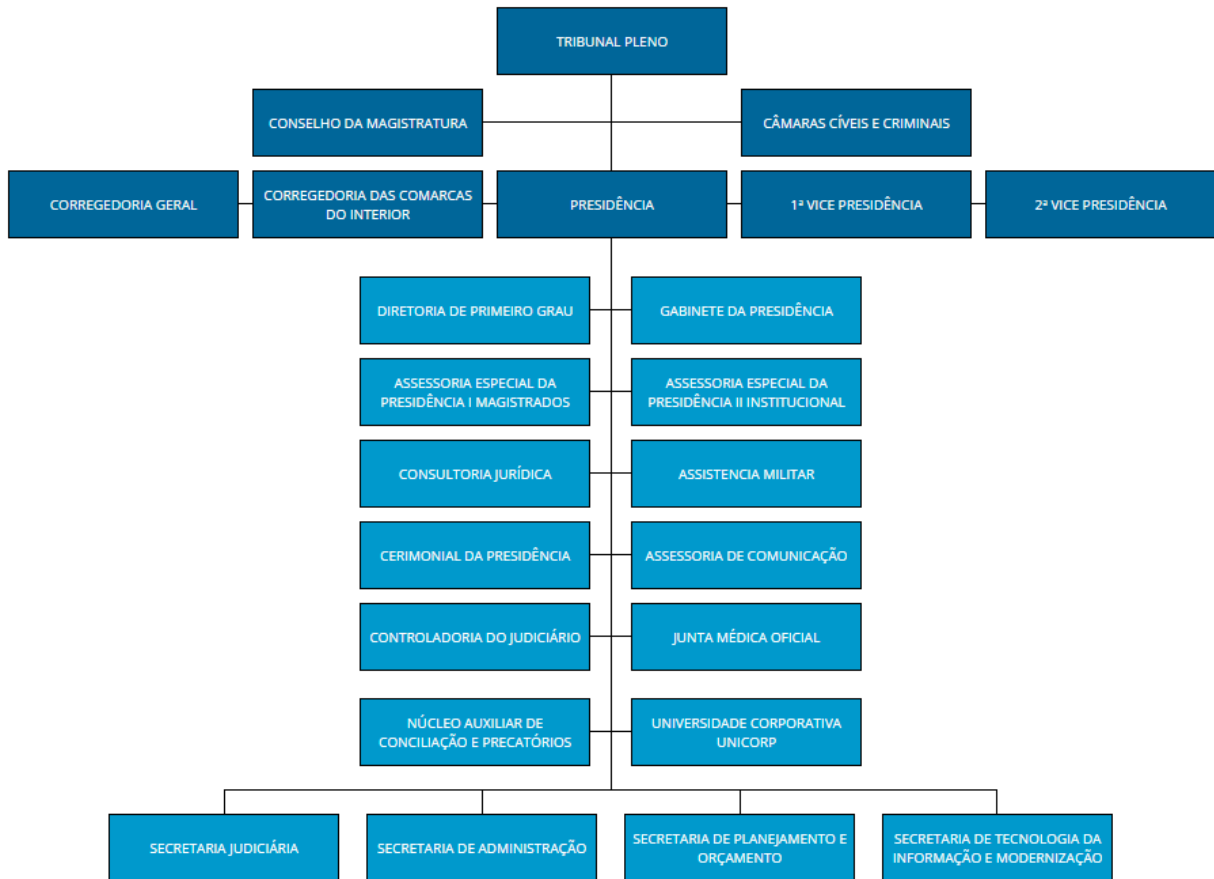 TRIBUNAL PLENO
CONSELHO DA MAGISTRATURA
CÂMARAS CÍVEIS E CRIMINAIS
CORREGEDORIA GERAL
CORREGEDORIA DAS COMARCAS
DO INTERIOR
PRESIDÊNCIA
1ª VICE PRESIDÊNCIA
2ª VICE PRESIDÊNCIA
DIRETORIA DE PRIMEIRO GRAU
GABINETE DA PRESIDÊNCIA
ASSESSORIA ESPECIAL DA
PRESIDÊNCIA I MAGISTRADOS
ASSESSORIA ESPECIAL DA
PRESIDÊNCIA II INSTITUCIONAL
CONSULTORIA JURÍDICA
ASSISTENCIA MILITAR
CERIMONIAL DA PRESIDÊNCIA
ASSESSORIA DE COMUNICAÇÃO
CONTROLADORIA DO JUDICIÁRIO
JUNTA MÉDICA OFICIAL
NÚCLEO AUXILIAR DE
CONCILIAÇÃO E PRECATÓRIOS
UNIVERSIDADE CORPORATIVA
UNICORP
SECRETARIA JUDICIÁRIA
SECRETARIA DE ADMINISTRAÇÃO
SECRETARIA DE PLANEJAMENTO E
ORÇAMENTO
SECRETARIA DE TECNOLOGIA DA
INFORMAÇÃO E MODERNIZAÇÃO